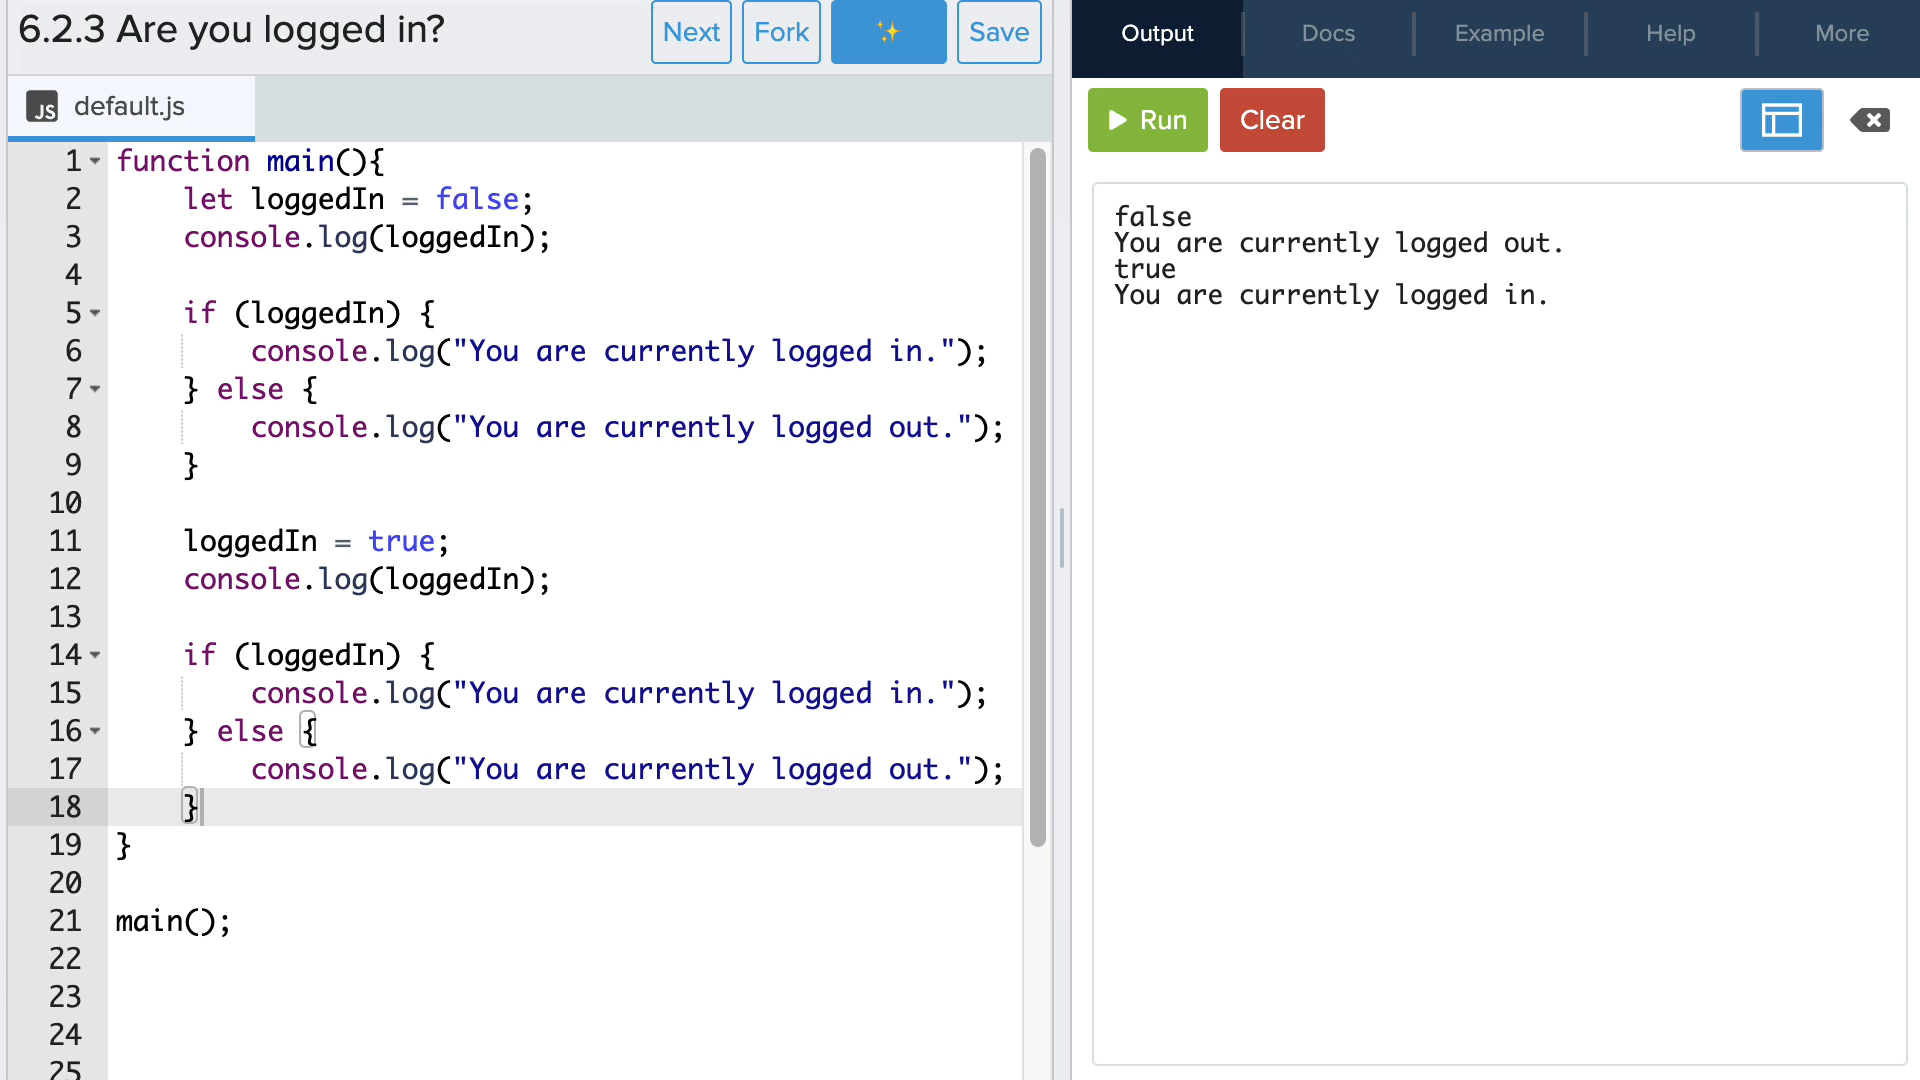 6.2.3 Are you logged in?
Next Fork Save
Output Docs Example Help More
JS default.js
Run Clear
1 function main(){
2     let loggedIn = false;
3     console.log(loggedIn);
4
5     if (loggedIn) {
6         console.log("You are currently logged in.");
7     } else {
8         console.log("You are currently logged out.");
9     }
10
11     loggedIn = true;
12     console.log(loggedIn);
13
14     if (loggedIn) {
15         console.log("You are currently logged in.");
16     } else {
17         console.log("You are currently logged out.");
18     }
19 }
20
21 main();
22
23
24
25
false
You are currently logged out.
true
You are currently logged in.